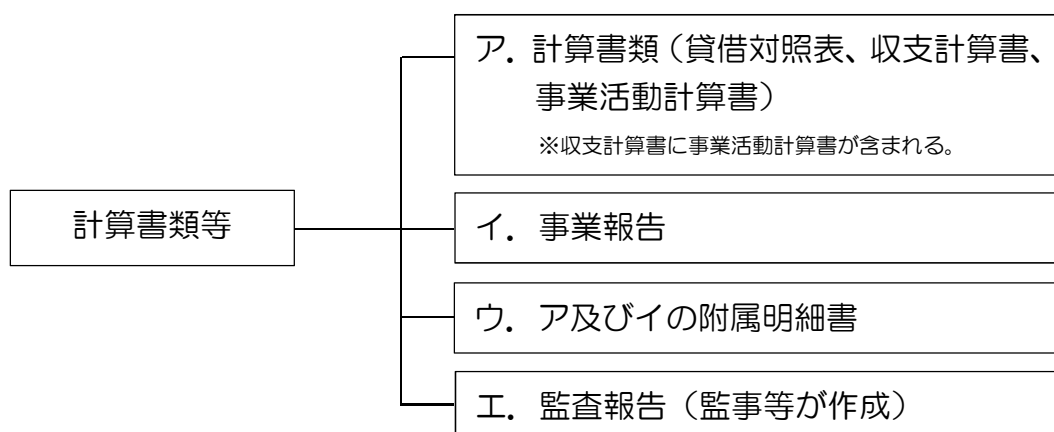 ア．計算書類（貸借対照表、収支計算書、
事業活動計算書）
※収支計算書に事業活動計算書が含まれる。
計算書類等
イ．事業報告
ウ．ア及びイの附属明細書
エ．監査報告（監事等が作成）